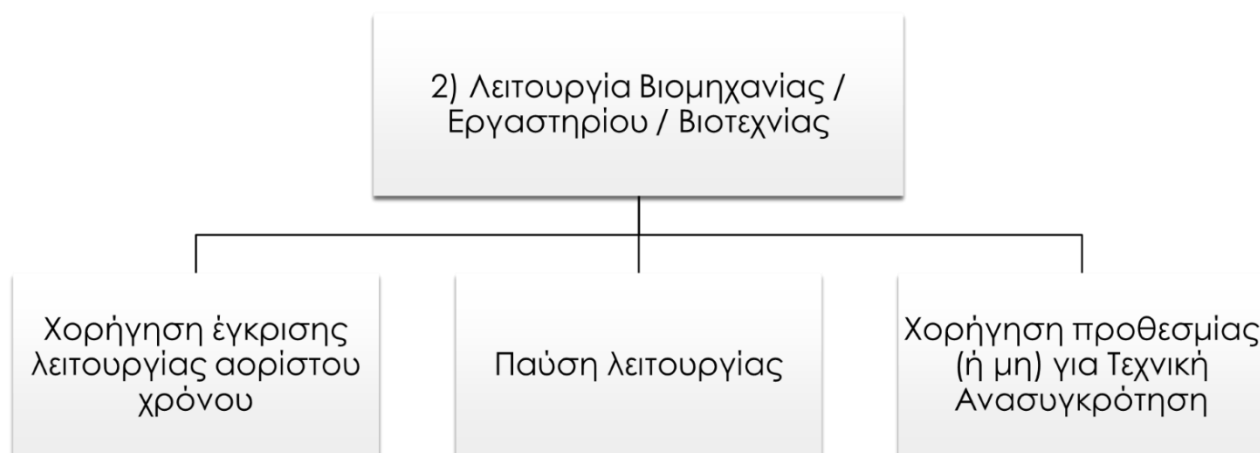 2) Λειτουργία Βιομηχανίας /
Εργαστηρίου / Βιοτεχνίας
Χορήγηση έγκρισης
λειτουργίας αορίστου
χρόνου
Παύση λειτουργίας
Χορήγηση προθεσμίας
(ή μη) για Τεχνική
Ανασυγκρότηση